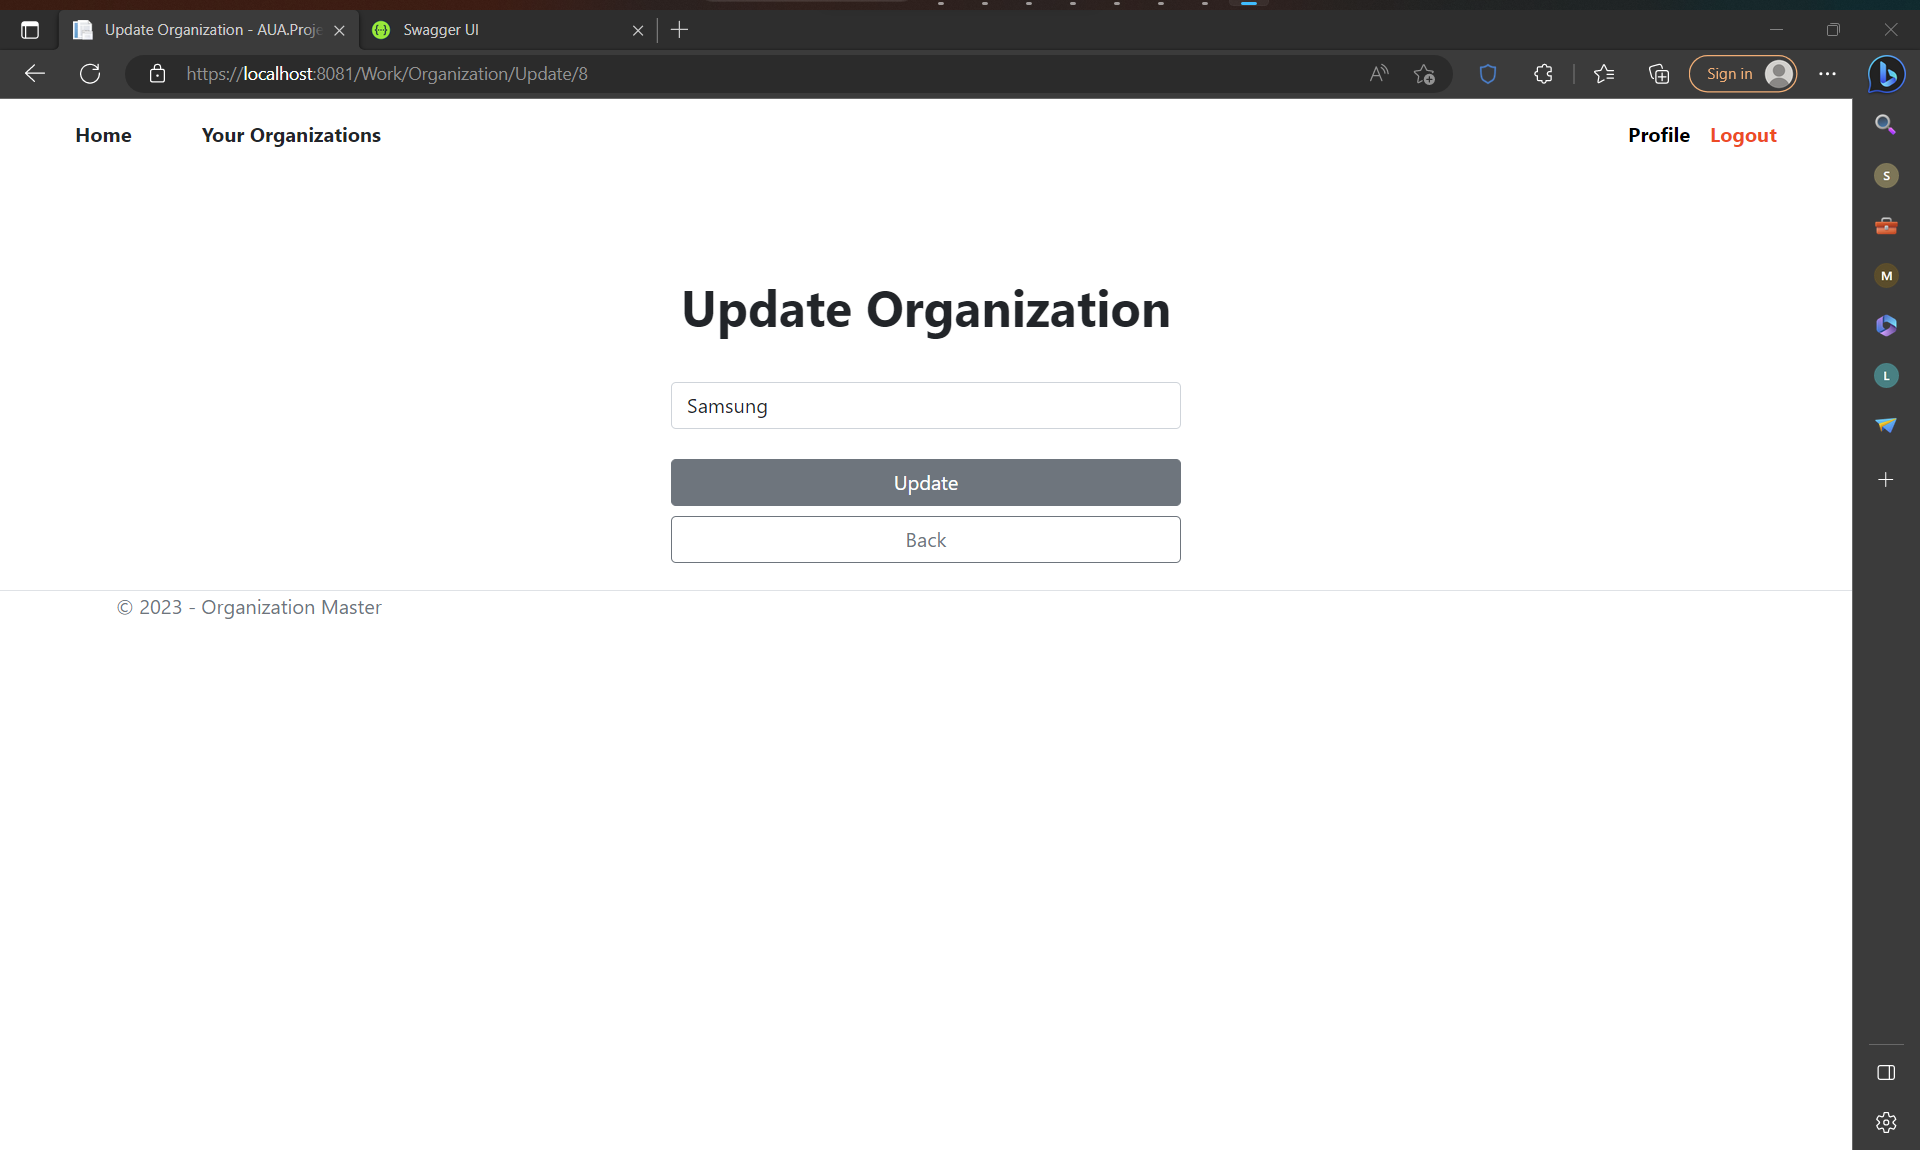 Update Organization - AUA.Proje
Swagger UI
https://localhost:8081/Work/Organization/Update/8
Sign in
Home
Your Organizations
Profile
Logout
S
M
L
Update Organization
Samsung
Update
Back
© 2023 - Organization Master